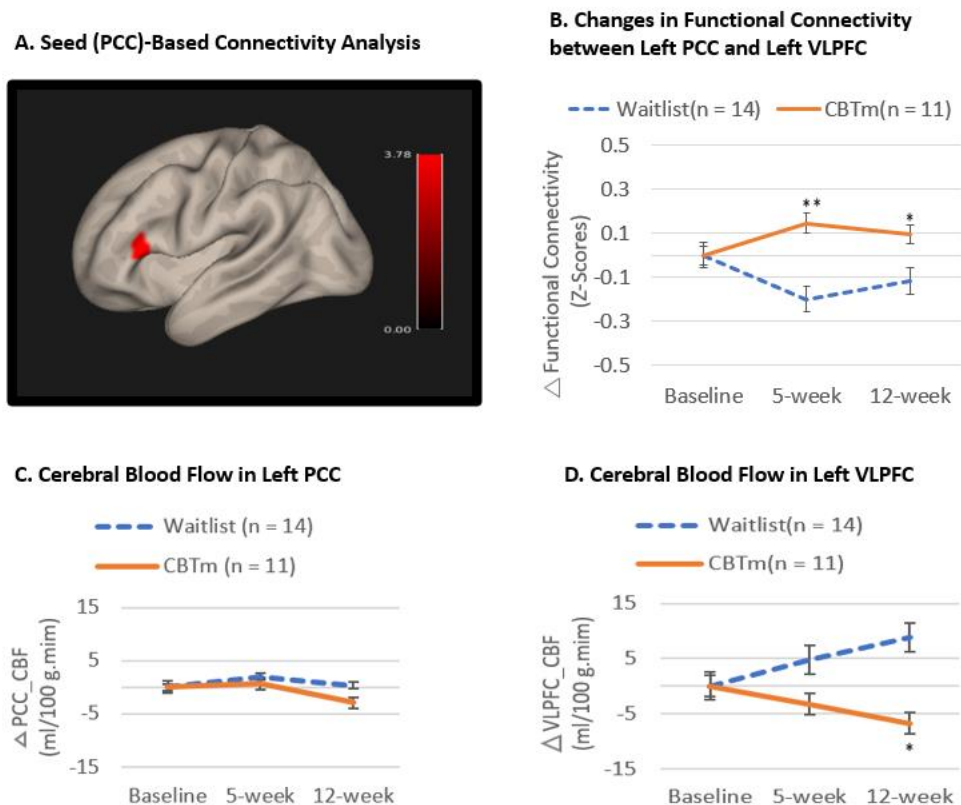 A. Seed (PCC)-Based Connectivity Analysis
3.78
0.00
B. Changes in Functional Connectivity
between Left PCC and Left VLPFC
Waitlist(n = 14)
CBTm(n = 11)
△ Functional Connectivity
(Z-Scores)
0.5
0.3
0.1
-0.1
-0.3
-0.5
**
*
Baseline 5-week 12-week
C. Cerebral Blood Flow in Left PCC
Waitlist (n = 14)
CBTm (n = 11)
△ PCC_CBF
(ml/100 g.mim)
15
5
-5
-15
Baseline 5-week 12-week
D. Cerebral Blood Flow in Left VLPFC
Waitlist(n = 14)
CBTm(n = 11)
△ VLPFC_CBF
(ml/100 g.mim)
15
5
-5
-15
*
Baseline 5-week 12-week